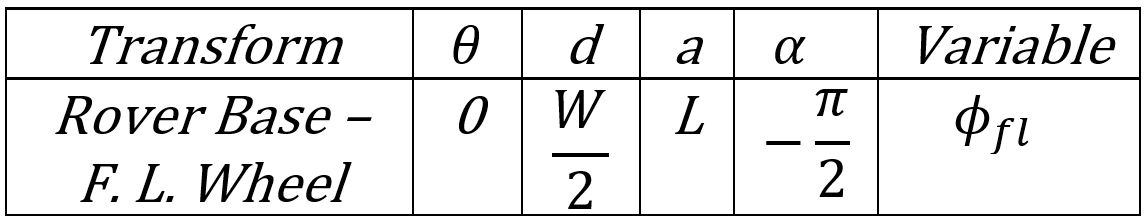 Transform θ d a α Variable
Rover Base – F. L. Wheel 0 W/2 L −π/2 ϕ_fl